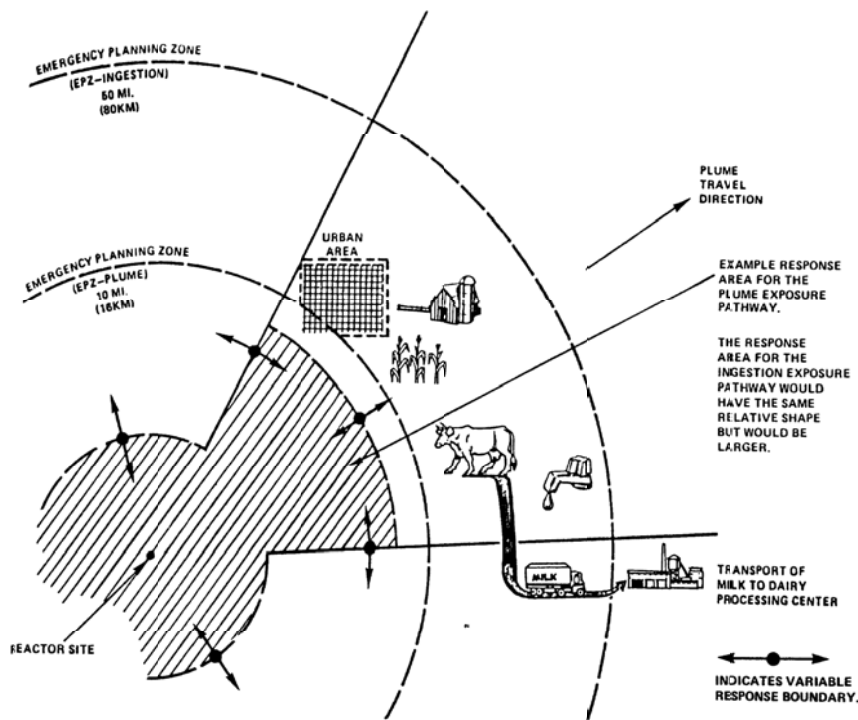 EMERGENCY PLANNING ZONE
(EPZ–INGESTION)
50 MI.
(80KM)
PLUME
TRAVEL
DIRECTION
URBAN
AREA
EMERGENCY PLANNING ZONE
(EPZ–PLUME)
10 MI.
(16KM)
EXAMPLE RESPONSE
AREA FOR THE
PLUME EXPOSURE
PATHWAY.
THE RESPONSE
AREA FOR THE
INGESTION EXPOSURE
PATHWAY WOULD
HAVE THE SAME
RELATIVE SHAPE
BUT WOULD BE
LARGER.
MILK
TRANSPORT OF
MILK TO DAIRY
PROCESSING CENTER
REACTOR SITE
INDICATES VARIABLE
RESPONSE BOUNDARY.